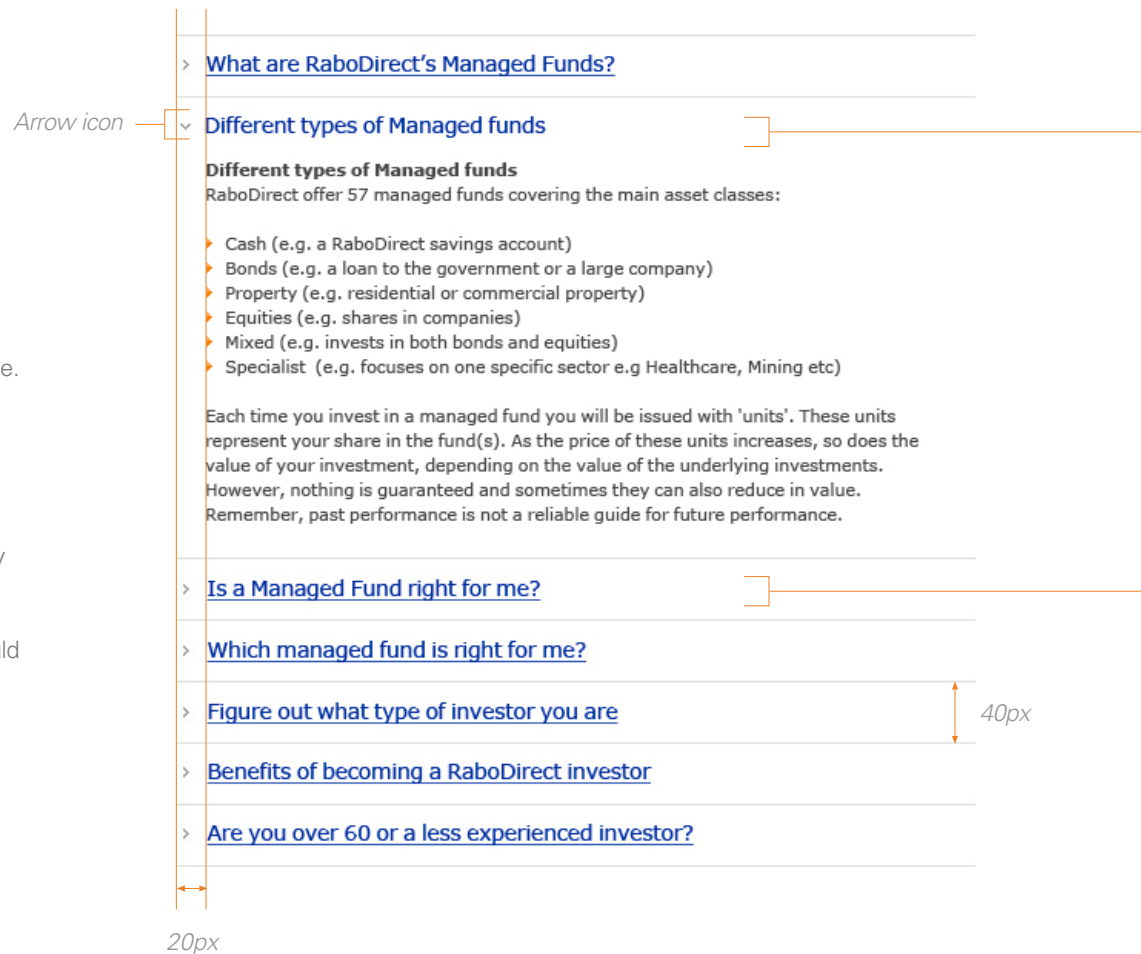 What are RaboDirect’s Managed Funds?
Arrow icon
Different types of Managed funds
Different types of Managed funds
RaboDirect offer 57 managed funds covering the main asset classes:
Cash (e.g. a RaboDirect savings account)
Bonds (e.g. a loan to the government or a large company)
Property (e.g. residential or commercial property)
Equities (e.g. shares in companies)
Mixed (e.g. invests in both bonds and equities)
Specialist  (e.g. focuses on one specific sector e.g Healthcare, Mining etc)
Each time you invest in a managed fund you will be issued with 'units'. These units
represent your share in the fund(s). As the price of these units increases, so does the
value of your investment, depending on the value of the underlying investments.
However, nothing is guaranteed and sometimes they can also reduce in value.
Remember, past performance is not a reliable guide for future performance.
Is a Managed Fund right for me?
Which managed fund is right for me?
Figure out what type of investor you are
40px
Benefits of becoming a RaboDirect investor
Are you over 60 or a less experienced investor?
20px